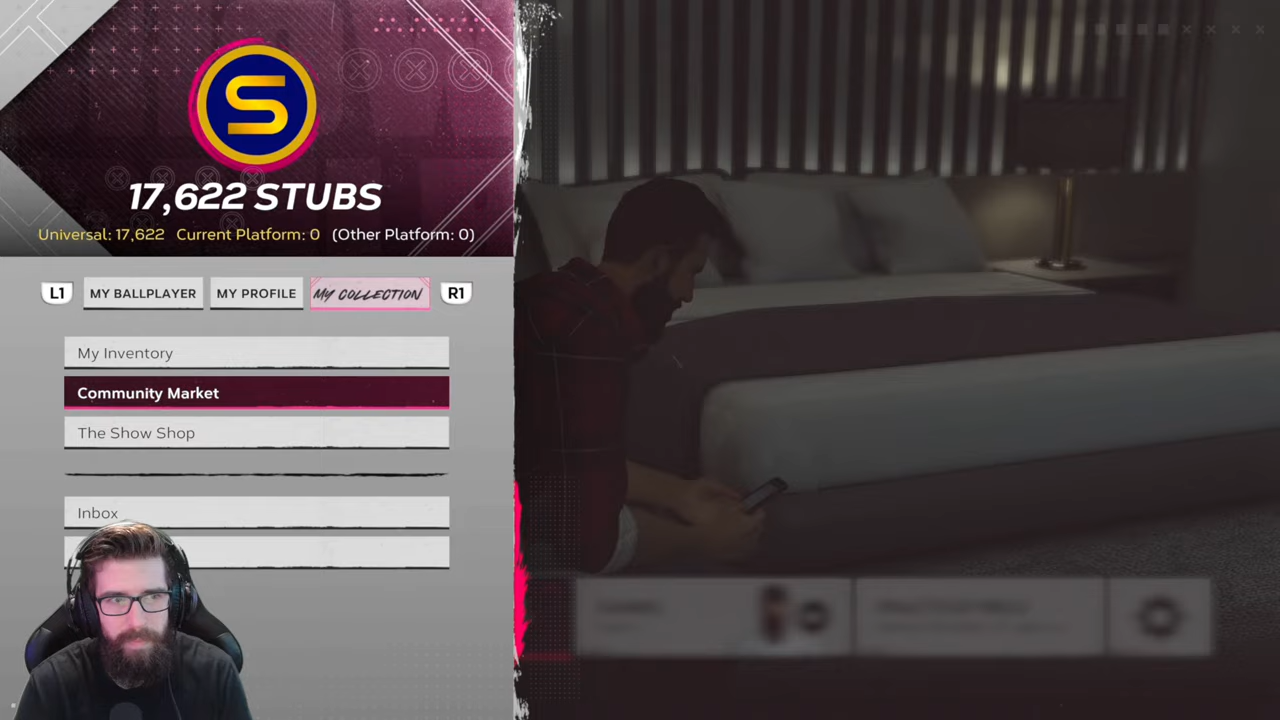 S
17,622 STUBS
Universal: 17,622 Current Platform: 0 (Other Platform: 0)
L1 MY BALLPLAYER MY PROFILE MY COLLECTION R1
My Inventory
Community Market
The Show Shop
Inbox